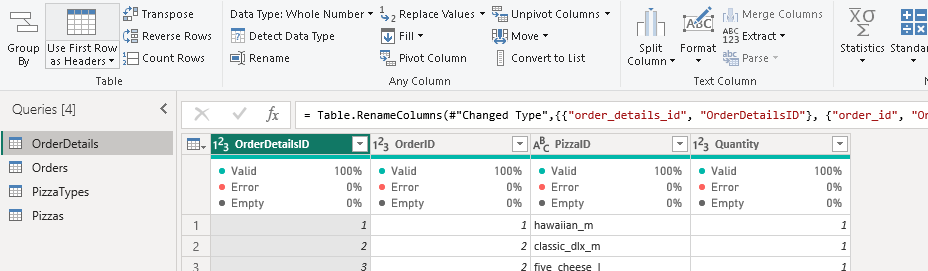 Transpose
Data Type: Whole Number
Replace Values
Unpivot Columns
Merge Columns
Group By
Use First Row as Headers
Reverse Rows
Detect Data Type
Fill
Move
Split Column
Format
Extract
Statistics
Count Rows
Rename
Pivot Column
Convert to List
Parse
Table
Any Column
Text Column
Queries [4]
= Table.RenameColumns(#"Changed Type",{{"order_details_id", "OrderDetailsID"}, {"order_id",
OrderDetails
Orders
PizzaTypes
Pizzas
123 OrderDetailsID
123 OrderID
ABC PizzaID
123 Quantity
Valid 100% Valid 100% Valid 100% Valid 100%
Error 0% Error 0% Error 0% Error 0%
Empty 0% Empty 0% Empty 0% Empty 0%
1 1 1 hawaiian_m 1
2 2 2 classic_dlx_m 1
3 3 2 five_cheese_l 1